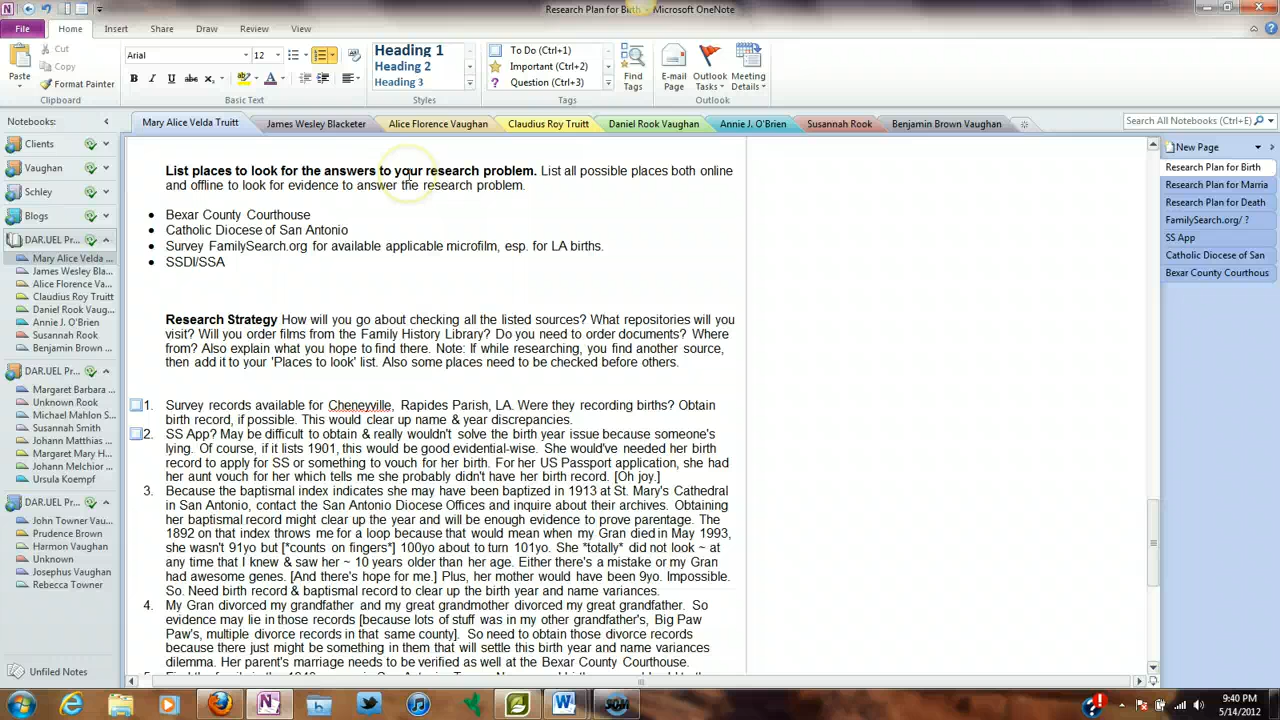 Research Plan for Birth - Microsoft OneNote
File Home Insert Share Draw Review View
Cut
Copy
Paste Format Painter
Clipboard
Arial 12
Basic Text
Heading 1
Heading 2
Heading 3
Styles
To Do (Ctrl+1)
Important (Ctrl+2)
Question (Ctrl+3)
Find Tags
Tags
E-mail Page
Outlook Tasks
Meeting Details
Outlook
Notebooks:
Mary Alice Velda Truitt James Wesley Blacketer Alice Florence Vaughan Claudius Roy Truitt Daniel Rook Vaughan Annie J. O'Brien Susannah Rook Benjamin Brown Vaughan
Search All Notebooks (Ctrl+E)
Clients
Vaughan
Schley
Blogs
DAR.UEL Pr...
Mary Alice Velda ...
James Wesley Bla...
Alice Florence Va...
Claudius Roy Truitt
Daniel Rook Vaug...
Annie J. O'Brien
Susannah Rook
Benjamin Brown ...
DAR.UEL Pr...
Margaret Barbara ...
Unknown Rock
Michael Mahlon S...
Susannah Smith
Johann Matthias ...
Margaret Mary H...
Johann Melchior ...
Ursula Koempf
DAR.UEL Pr...
John Towner Vau...
Prudence Brown
Harmon Vaughan
Unknown
Josephus Vaughan
Rebecca Towner
Unfiled Notes
List places to look for the answers to your research problem. List all possible places both online
and offline to look for evidence to answer the research problem.
• Bexar County Courthouse
• Catholic Diocese of San Antonio
• Survey FamilySearch.org for available applicable microfilm, esp. for LA births.
• SSDI/SSA
Research Strategy How will you go about checking all the listed sources? What repositories will you
visit? Will you order films from the Family History Library? Do you need to order documents? Where
from? Also explain what you hope to find there. Note: If while researching, you find another source,
then add it to your 'Places to look' list. Also some places need to be checked before others.
1. Survey records available for Cheneyville, Rapides Parish, LA. Were they recording births? Obtain
birth record, if possible. This would clear up name & year discrepancies.
2. SS App? May be difficult to obtain & really wouldn't solve the birth year issue because someone's
lying. Of course, if it lists 1901, this would be good evidential-wise. She would've needed her birth
record to apply for SS or something to vouch for her birth. For her US Passport application, she had
her aunt vouch for her which tells me she probably didn't have her birth record. [Oh joy.]
3. Because the baptismal index indicates she may have been baptized in 1913 at St. Mary's Cathedral
in San Antonio, contact the San Antonio Diocese Offices and inquire about their archives. Obtaining
her baptismal record might clear up the year and will be enough evidence to prove parentage. The
1892 on that index throws me for a loop because that would mean when my Gran died in May 1993,
she wasn't 91yo but [*counts on fingers*] 100yo about to turn 101yo. She *totally* did not look ~ at
any time that I knew & saw her ~ 10 years older than her age. Either there's a mistake or my Gran
had awesome genes. [And there's hope for me.] Plus, her mother would have been 9yo. Impossible.
So. Need birth record & baptismal record to clear up the birth year and name variances.
4. My Gran divorced my grandfather and my great grandmother divorced my great grandfather. So
evidence may lie in those records [because lots of stuff was in my other grandfather's, Big Paw
Paw's, multiple divorce records in that same county]. So need to obtain those divorce records
because there just might be something in them that will settle this birth year and name variances
dilemma. Her parent's marriage needs to be verified as well at the Bexar County Courthouse.
New Page
Research Plan for Birth
Research Plan for Marria
Research Plan for Death
FamilySearch.org/ ?
SS App
Catholic Diocese of San
Bexar County Courthous
9:40 PM
5/14/2012